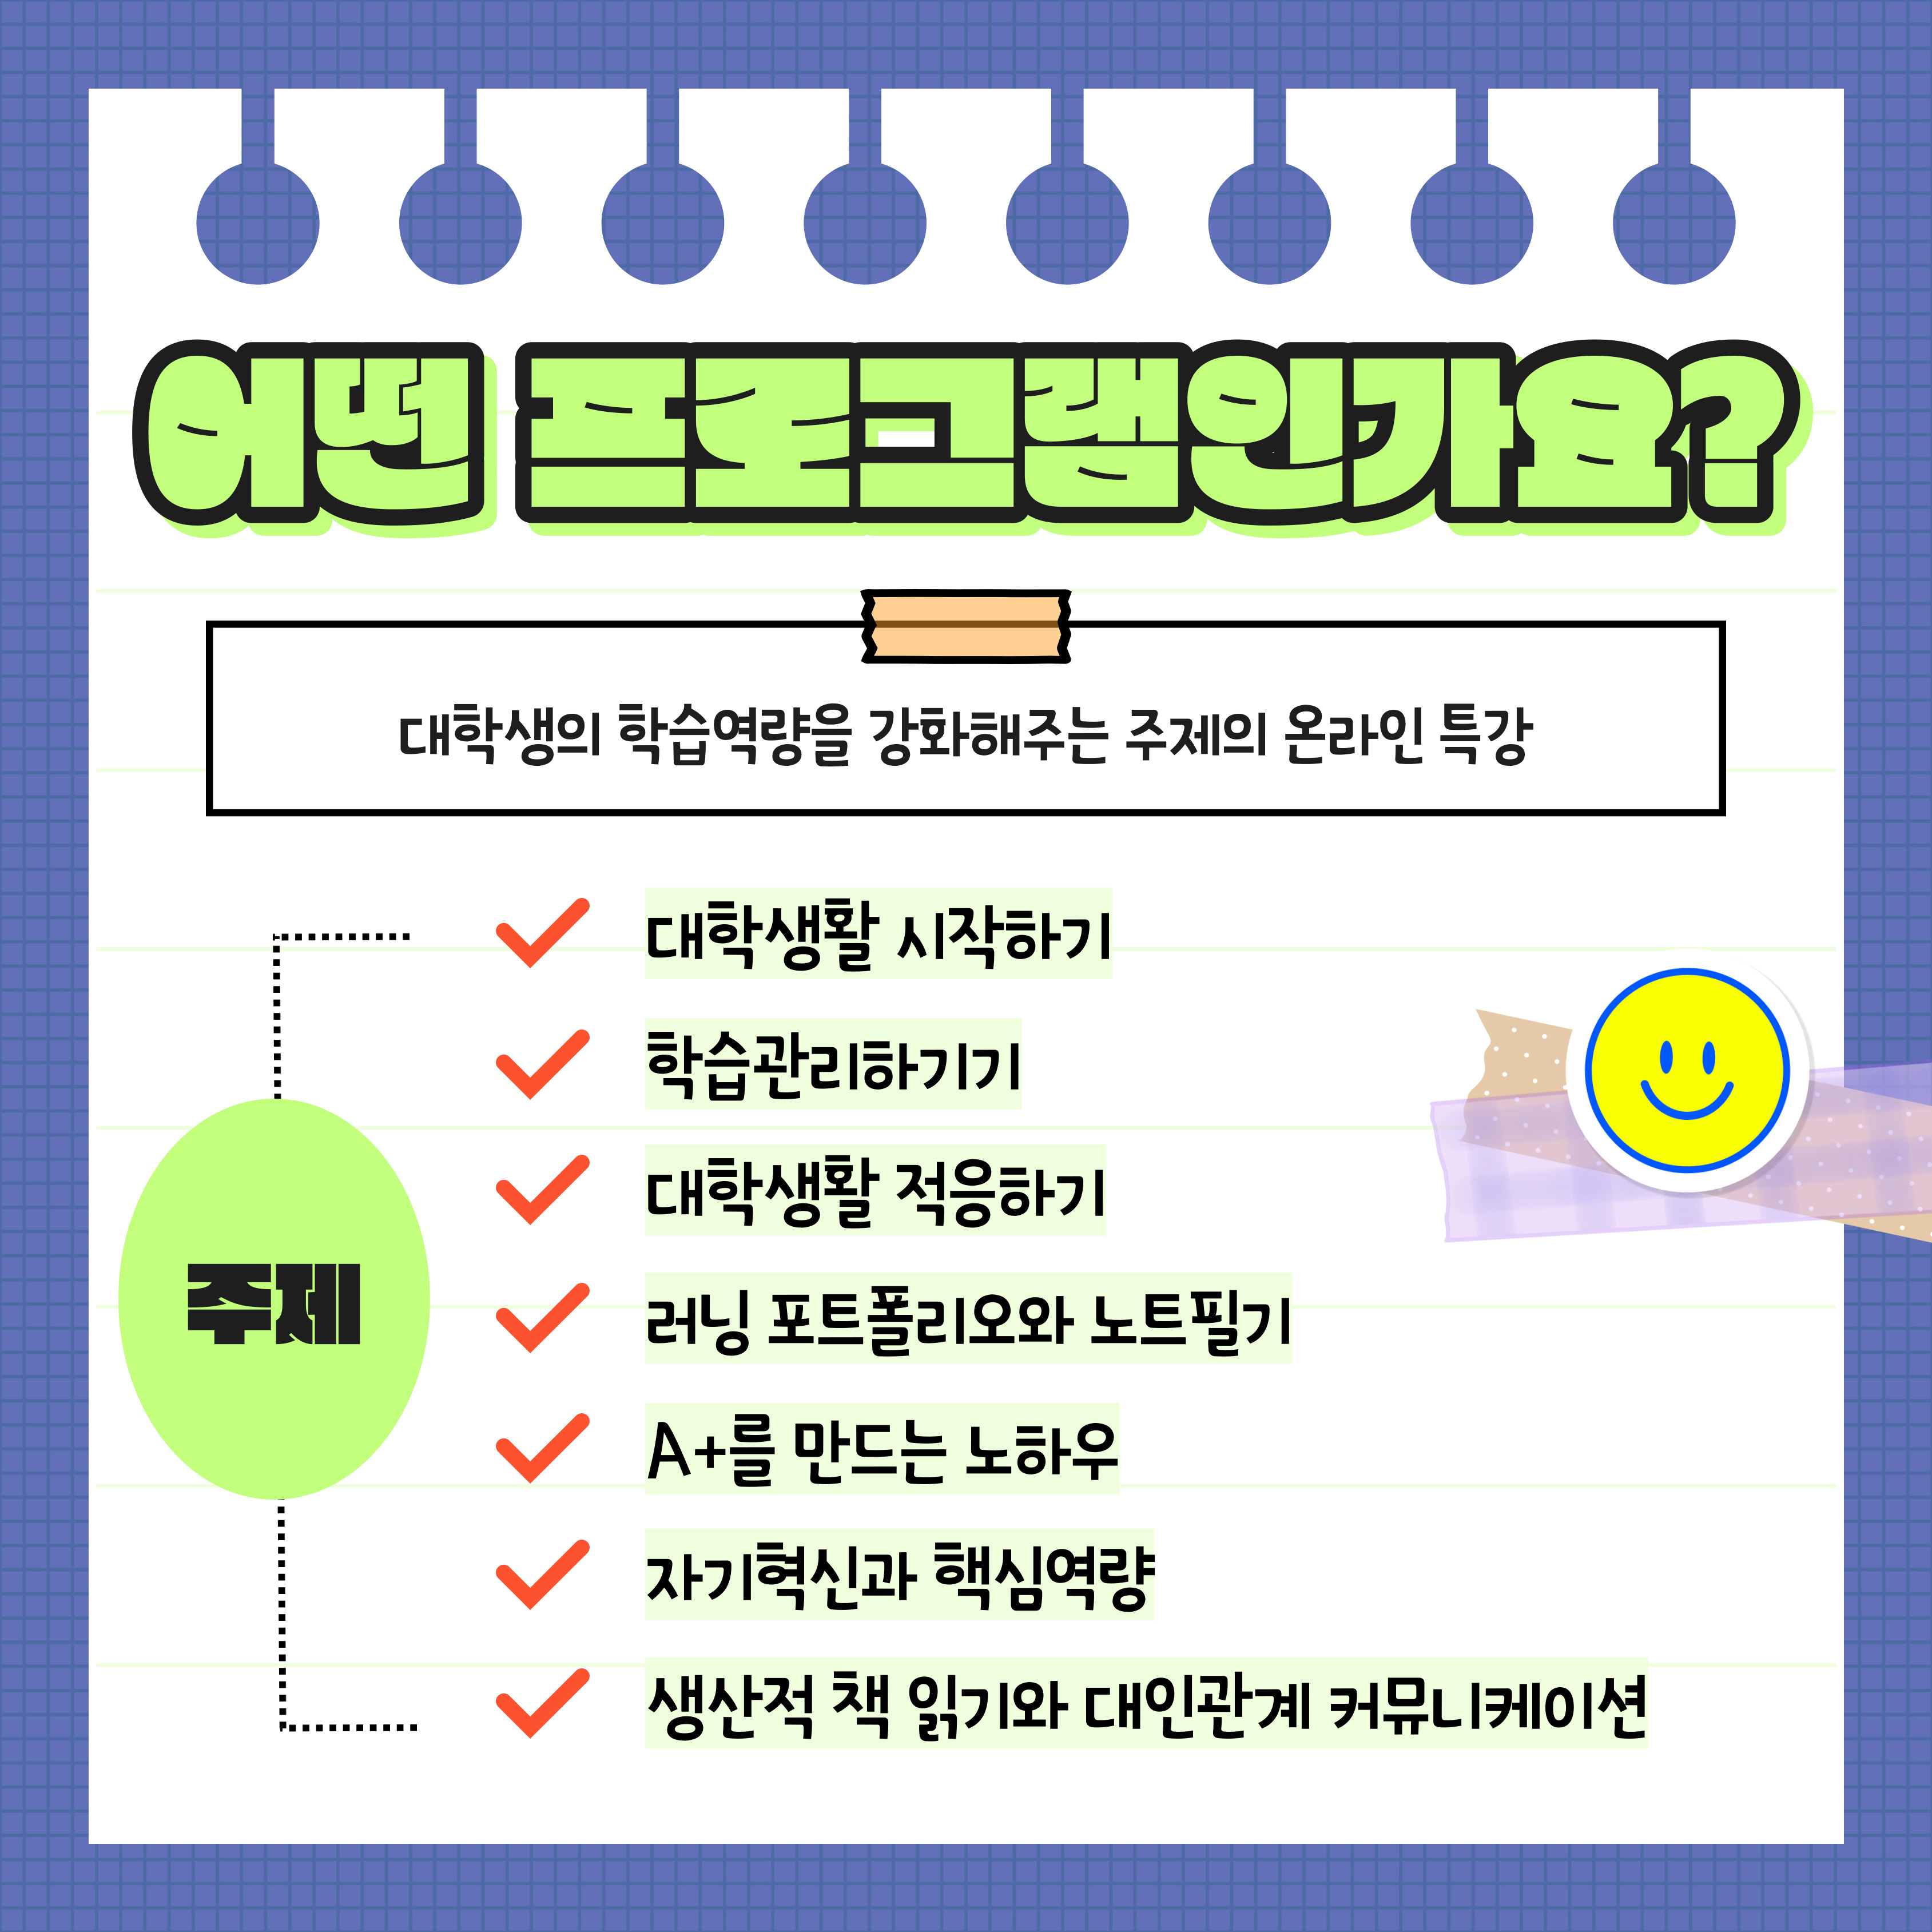 어떤 프로그램인가요?
대학생의 학습역량을 강화해주는 주제의 온라인 특강
주제
대학생활 시작하기
학습관리하기기
대학생활 적응하기
러닝 포트폴리오와 노트필기
A+를 만드는 노하우
자기혁신과 핵심역량
생산적 책 읽기와 대인관계 커뮤니케이션